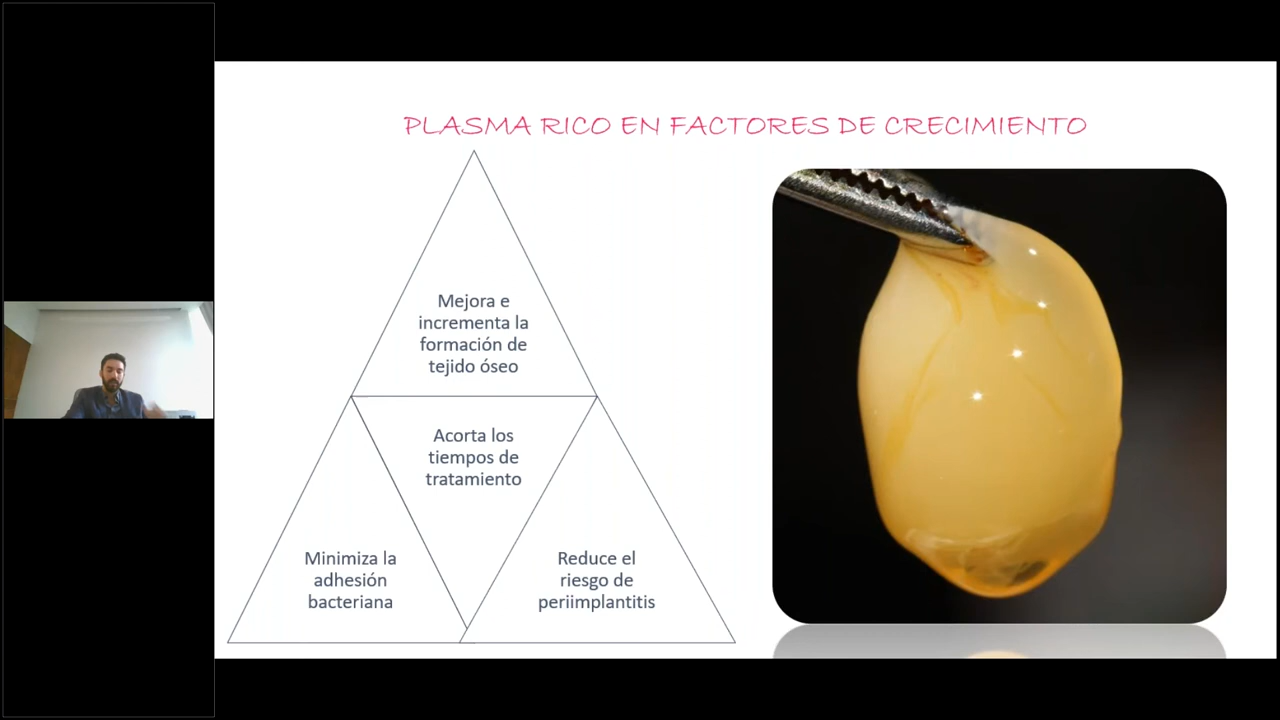 PLASMA RICO EN FACTORES DE CRECIMIENTO
Mejora e
incrementa la
formación de
tejido óseo
Acorta los
tiempos de
tratamiento
Minimiza la
adhesión
bacteriana
Reduce el
riesgo de
periimplantitis